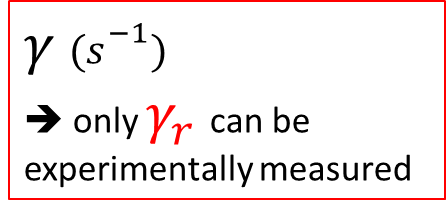 γ (s⁻¹)
➔ only γᵣ can be
experimentally measured